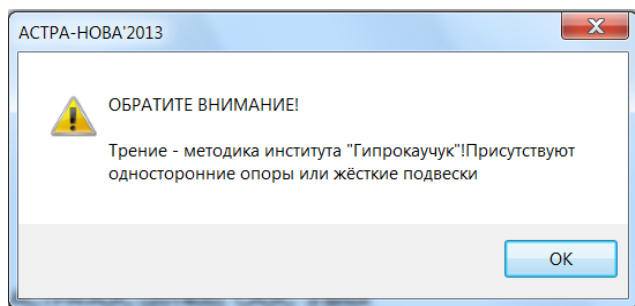 АСТРА-НОВА'2013
ОБРАТИТЕ ВНИМАНИЕ!
Трение - методика института "Гипрокаучук"!Присутствуют
односторонние опоры или жёсткие подвески
OK